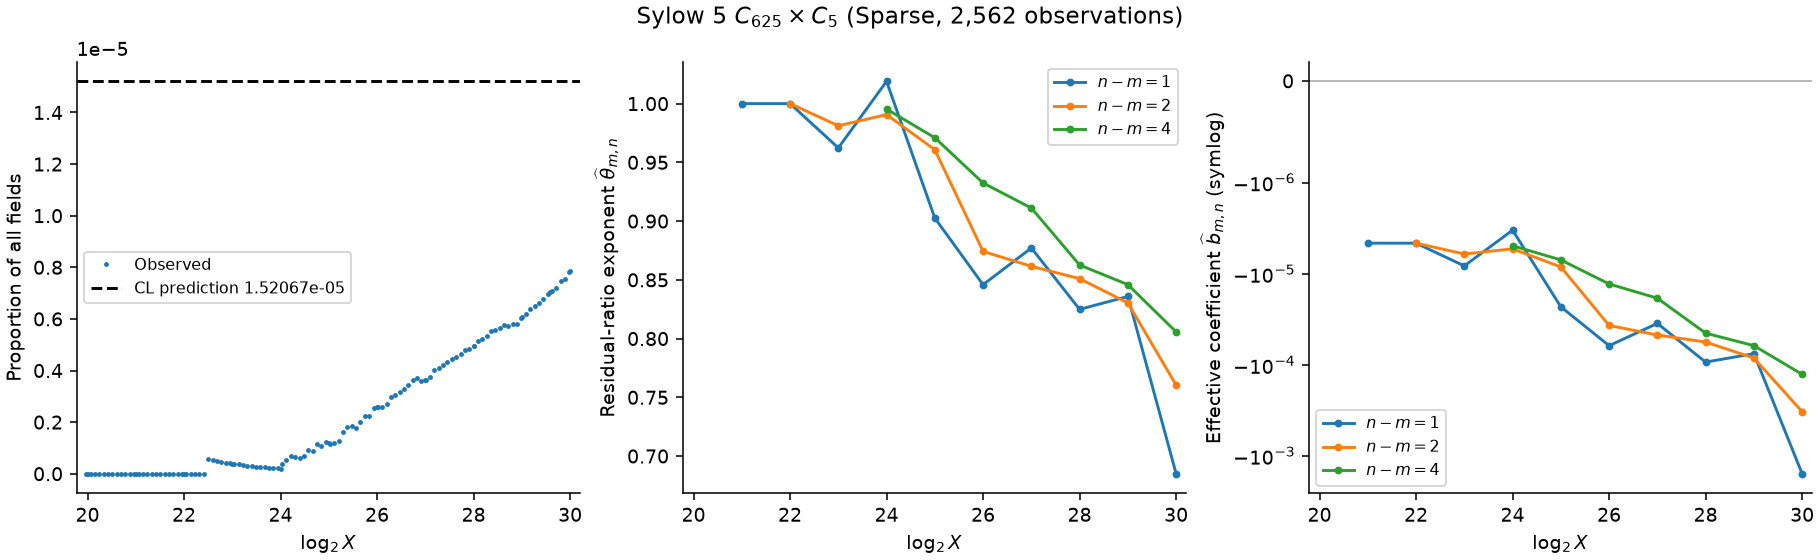 Sylow 5 C₆₂₅ × C₅ (Sparse, 2,562 observations)
1e−5
Proportion of all fields
1.4
1.2
1.0
0.8
0.6
0.4
0.2
0.0
Observed
CL prediction 1.52067e-05
20 22 24 26 28 30
log₂ X
Residual-ratio exponent θ̂ₘ,ₙ
1.00
0.95
0.90
0.85
0.80
0.75
0.70
n − m = 1
n − m = 2
n − m = 4
20 22 24 26 28 30
log₂ X
Effective coefficient b̂ₘ,ₙ (symlog)
0
−10⁻⁶
−10⁻⁵
−10⁻⁴
−10⁻³
n − m = 1
n − m = 2
n − m = 4
20 22 24 26 28 30
log₂ X